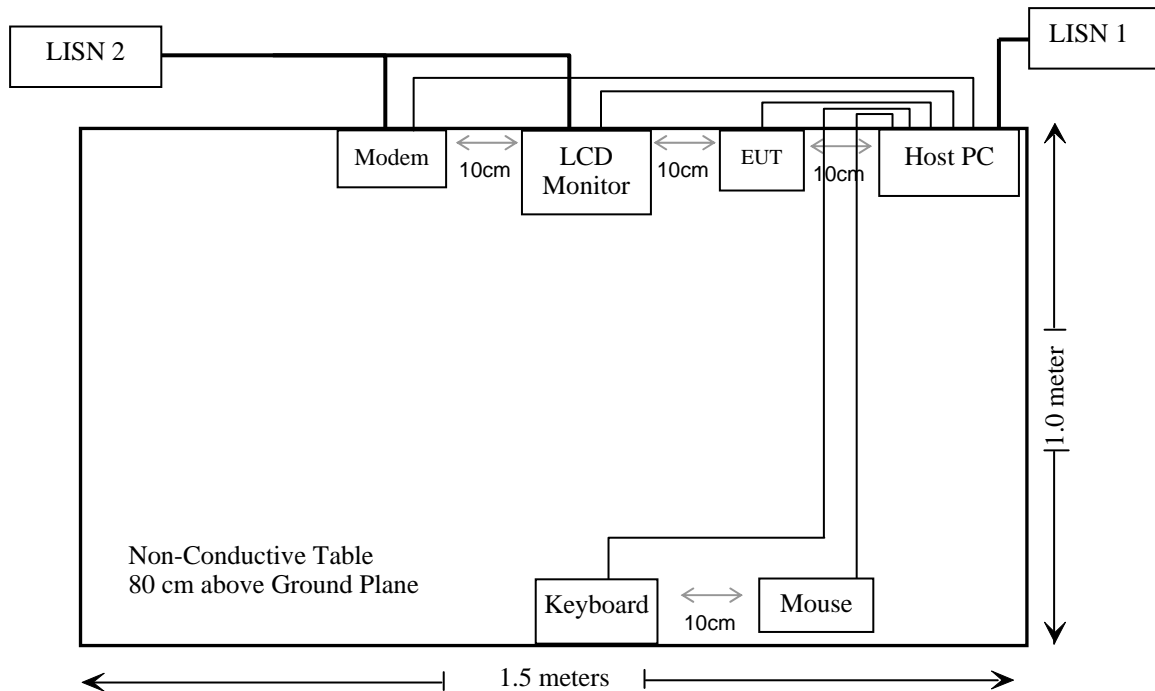 LISN 2
LISN 1
Modem
10cm
LCD
Monitor
10cm
EUT
10cm
Host PC
1.0 meter
Non-Conductive Table
80 cm above Ground Plane
Keyboard
10cm
Mouse
1.5 meters